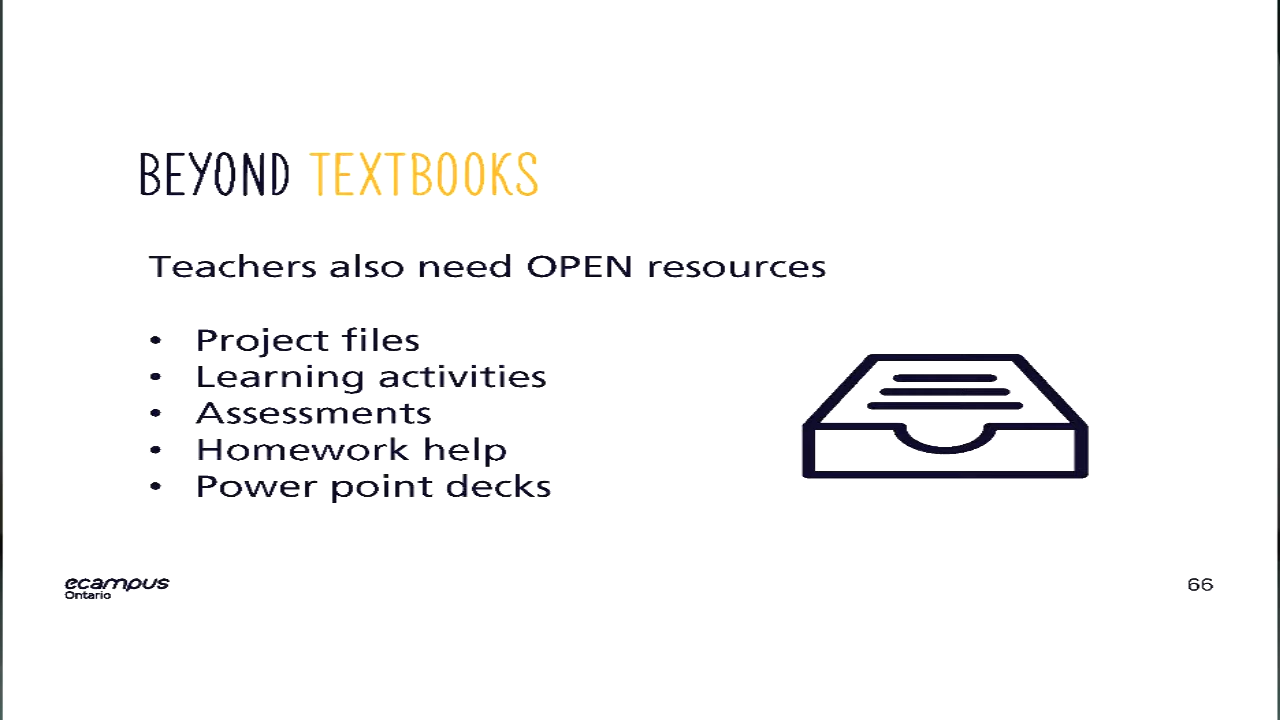 BEYOND TEXTBOOKS
Teachers also need OPEN resources
• Project files
• Learning activities
• Assessments
• Homework help
• Power point decks
ecampus
Ontario
66